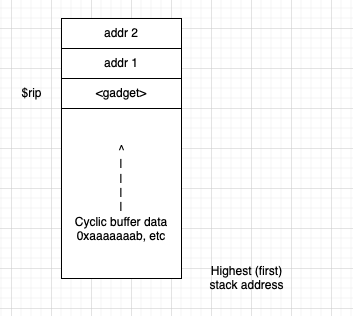 addr 2
addr 1
$rip
<gadget>
^
|
|
|
|
Cyclic buffer data
0xaaaaaaab, etc
Highest (first)
stack address